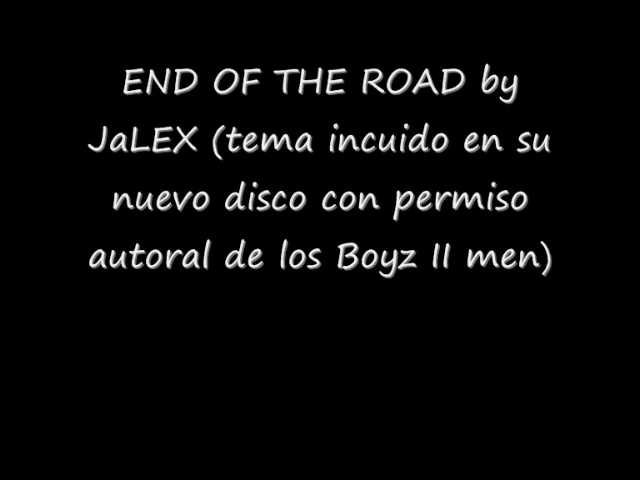 END OF THE ROAD by
JaLEX (tema incuido en su
nuevo disco con permiso
autoral de los Boyz II men)